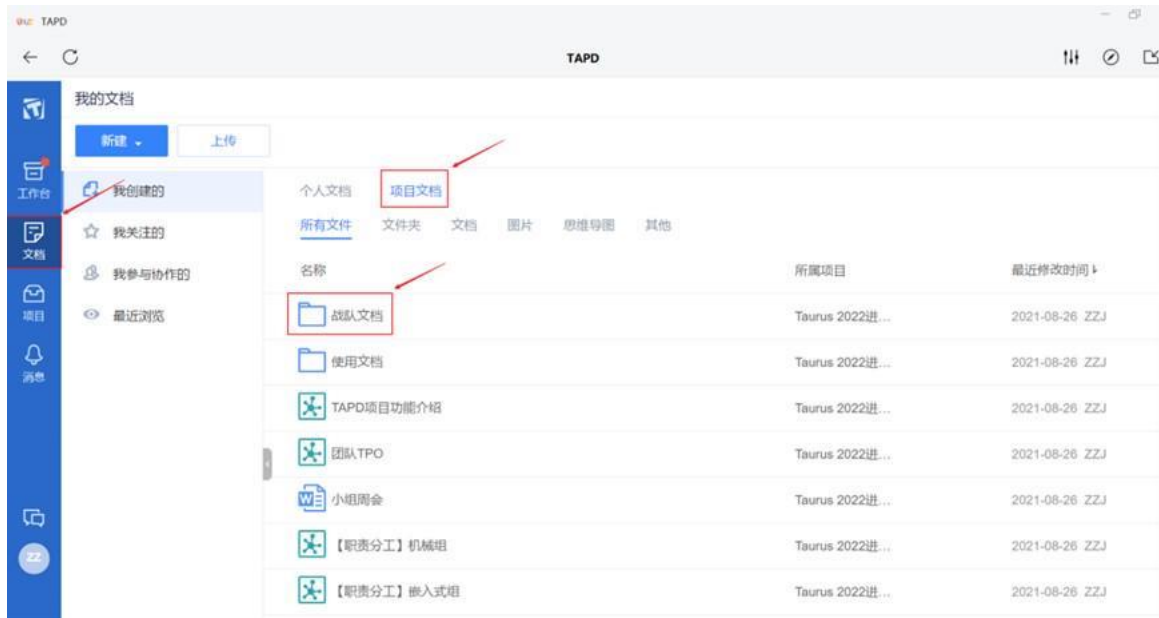 TAPD
TAPD
我的文档
新建 上传
工作台
文档
项目
消息
ZZ
我创建的
我关注的
我参与协作的
最近浏览
个人文档 项目文档
所有文件 文件夹 文档 图片 思维导图 其他
名称 所属项目 最近修改时间
战队文档 Taurus 2022进... 2021-08-26 ZZJ
使用文档 Taurus 2022进... 2021-08-26 ZZJ
TAPD项目功能介绍 Taurus 2022进... 2021-08-26 ZZJ
团队TPO Taurus 2022进... 2021-08-26 ZZJ
W 小组周会 Taurus 2022进... 2021-08-26 ZZJ
【职责分工】机械组 Taurus 2022进... 2021-08-26 ZZJ
【职责分工】嵌入式组 Taurus 2022进... 2021-08-26 ZZJ